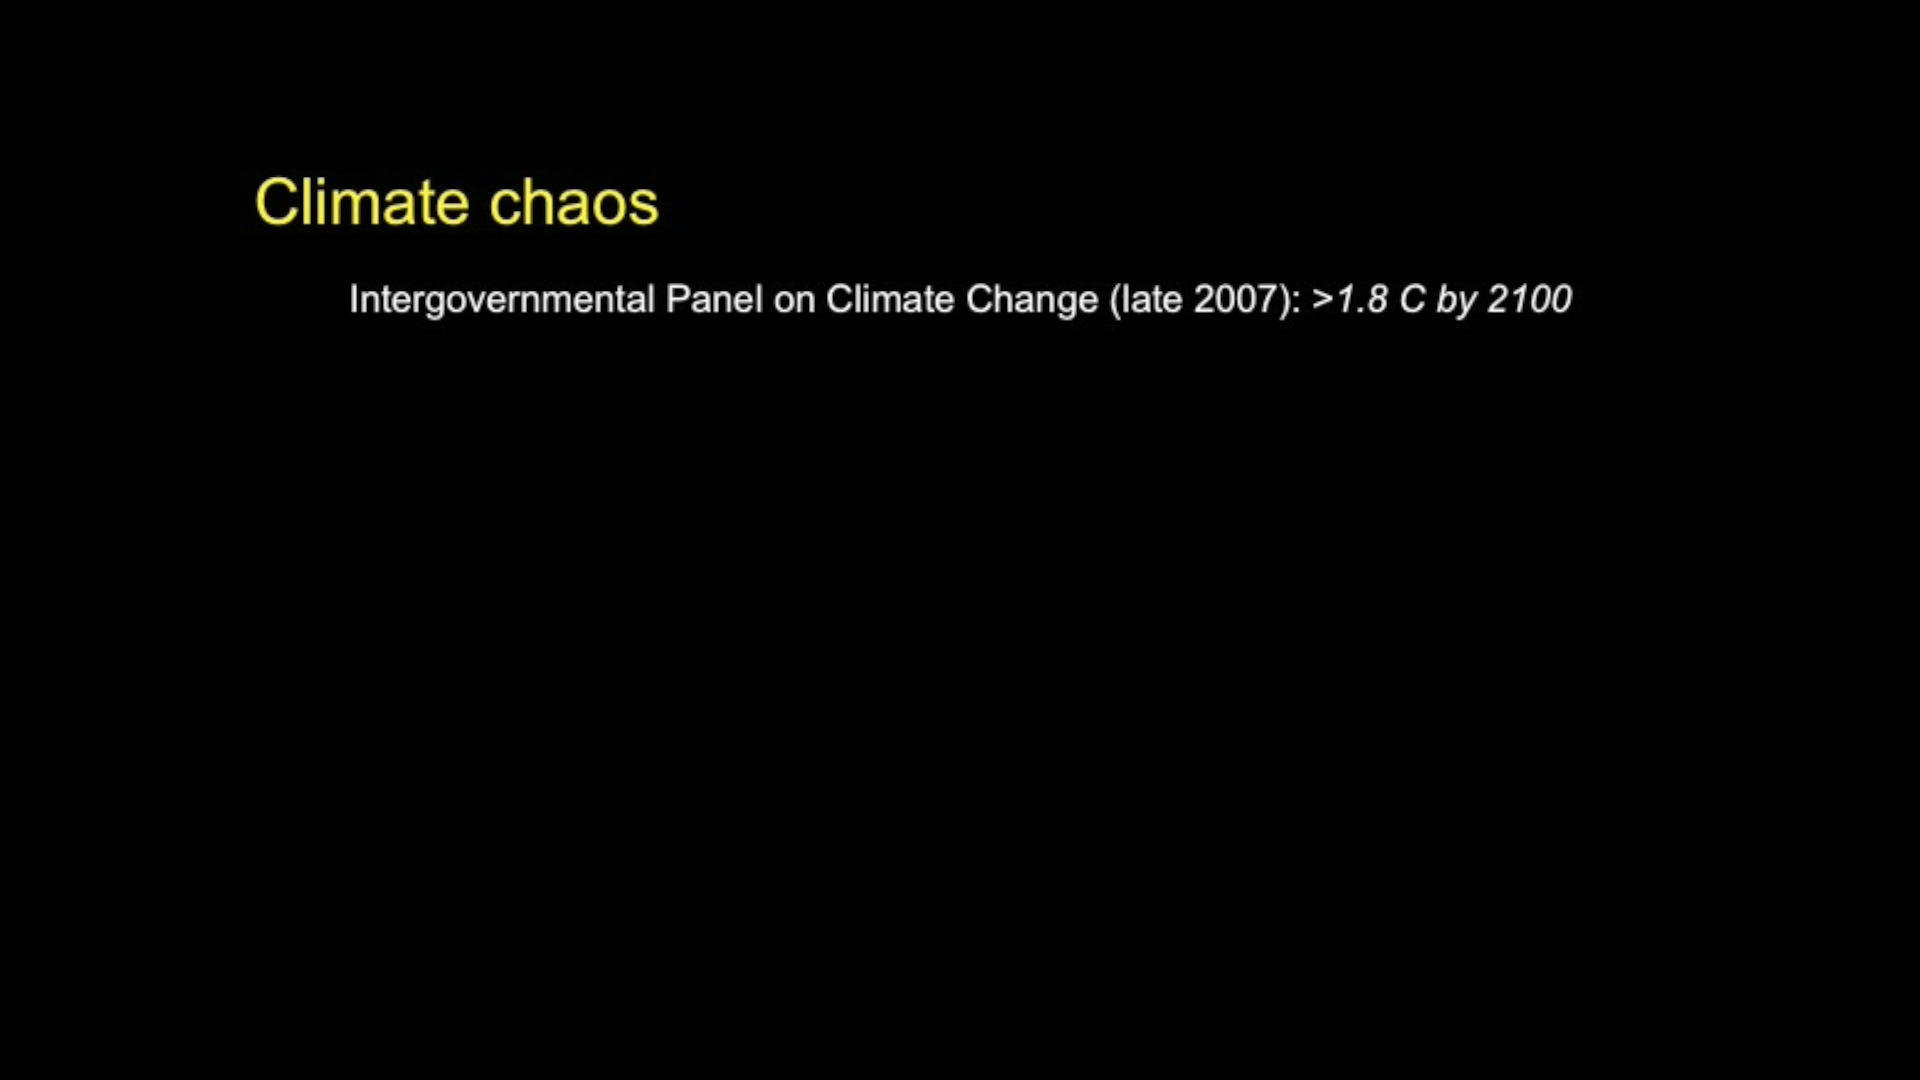 Climate chaos
Intergovernmental Panel on Climate Change (late 2007): >1.8 C by 2100